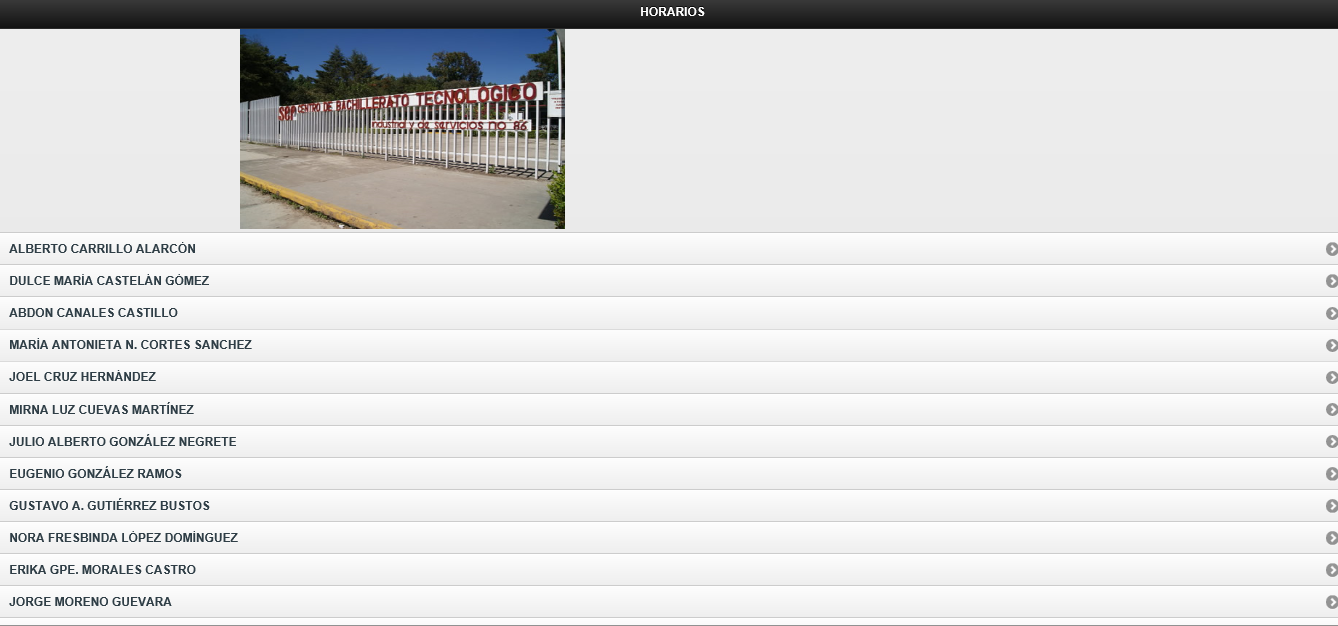 HORARIOS
sep CENTRO DE BACHILLERATO TECNOLÓGICO
industrial y de servicios no 86
ALBERTO CARRILLO ALARCÓN
DULCE MARÍA CASTELÁN GÓMEZ
ABDON CANALES CASTILLO
MARÍA ANTONIETA N. CORTES SANCHEZ
JOEL CRUZ HERNÁNDEZ
MIRNA LUZ CUEVAS MARTÍNEZ
JULIO ALBERTO GONZÁLEZ NEGRETE
EUGENIO GONZÁLEZ RAMOS
GUSTAVO A. GUTIÉRREZ BUSTOS
NORA FRESBINDA LÓPEZ DOMÍNGUEZ
ERIKA GPE. MORALES CASTRO
JORGE MORENO GUEVARA